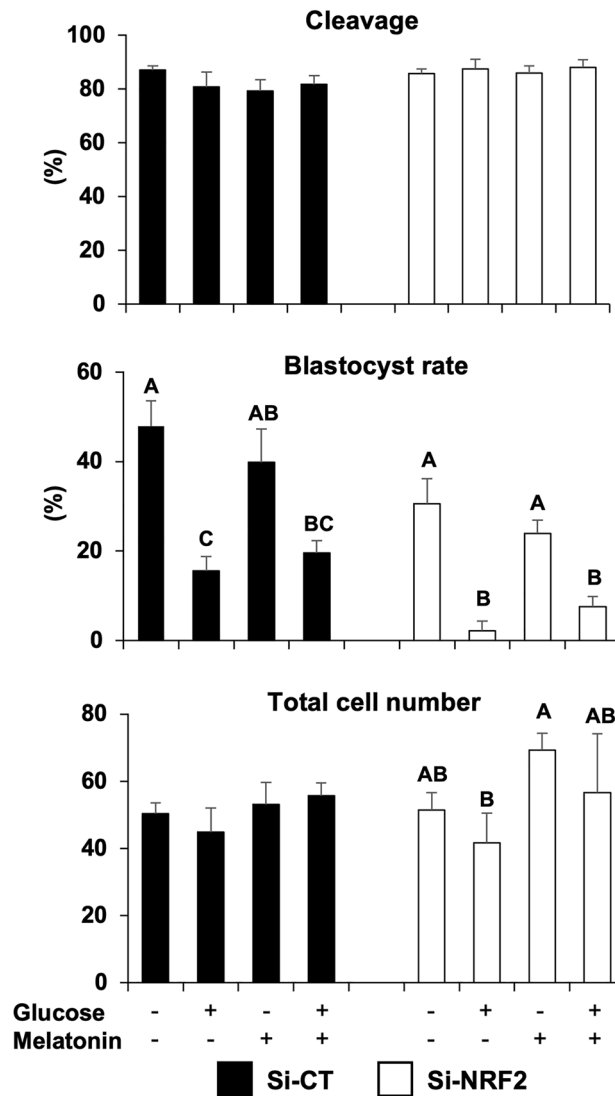 Cleavage
100
80
60
40
20
0
(%)
Blastocyst rate
60
40
20
0
(%)
A
C
AB
BC
A
B
A
B
Total cell number
80
60
40
20
0
AB
B
A
AB
Glucose - + - + - + - +
Melatonin - - + + - - + +
Si-CT Si-NRF2